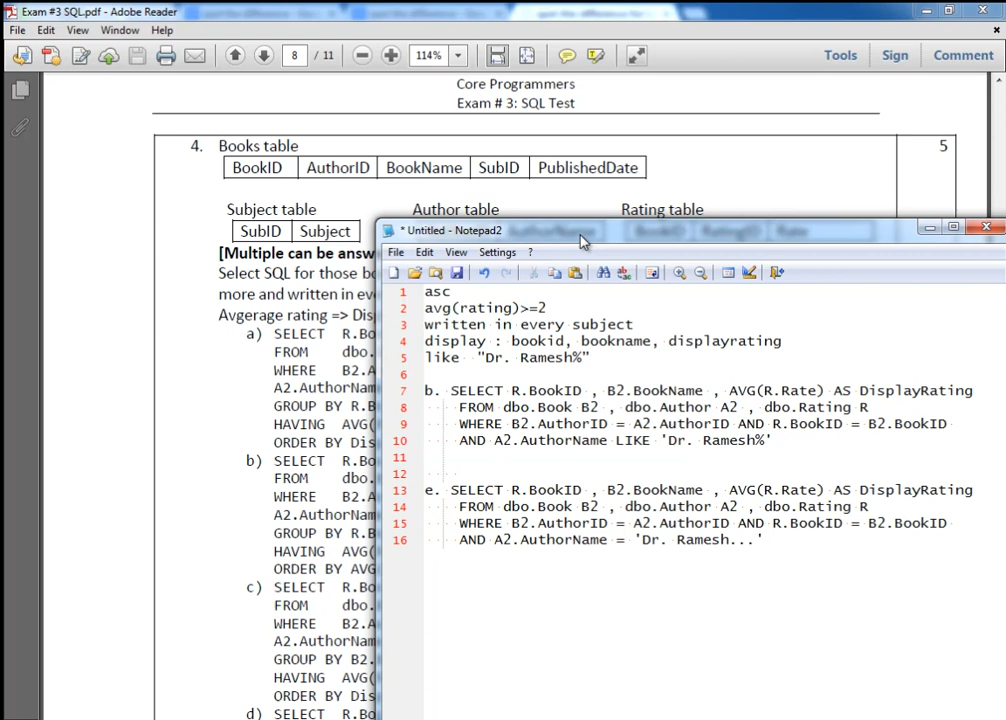 Exam #3 SQL.pdf - Adobe Reader
File Edit View Window Help
8 / 11 114% Tools Sign Comment
Core Programmers
Exam # 3: SQL Test
4. Books table 5
BookID AuthorID BookName SubID PublishedDate
Subject table Author table Rating table
SubID Subject AuthorName BookID RatingID Rate
[Multiple can be answ
Select SQL for those bo
more and written in eve
Avgerage rating => Disp
a) SELECT R.Bo
FROM dbo.
WHERE B2.A
A2.AuthorNam
GROUP BY R.B
HAVING AVG(
ORDER BY Dis
b) SELECT R.Bo
FROM dbo.
WHERE B2.A
A2.AuthorNam
GROUP BY R.B
HAVING AVG(
ORDER BY AVG
c) SELECT R.Bo
FROM dbo.
WHERE B2.A
A2.AuthorNam
GROUP BY B2.
HAVING AVG(
ORDER BY Dis
d) SELECT R.Bo
* Untitled - Notepad2
File Edit View Settings ?
1 asc
2 avg(rating)>=2
3 written in every subject
4 display : bookid, bookname, displayrating
5 like "Dr. Ramesh%"
6
7 b. SELECT R.BookID , B2.BookName , AVG(R.Rate) AS DisplayRating
8 FROM dbo.Book B2 , dbo.Author A2 , dbo.Rating R
9 WHERE B2.AuthorID = A2.AuthorID AND R.BookID = B2.BookID
10 AND A2.AuthorName LIKE 'Dr. Ramesh%'
11
12
13 e. SELECT R.BookID , B2.BookName , AVG(R.Rate) AS DisplayRating
14 FROM dbo.Book B2 , dbo.Author A2 , dbo.Rating R
15 WHERE B2.AuthorID = A2.AuthorID AND R.BookID = B2.BookID
16 AND A2.AuthorName = 'Dr. Ramesh...'